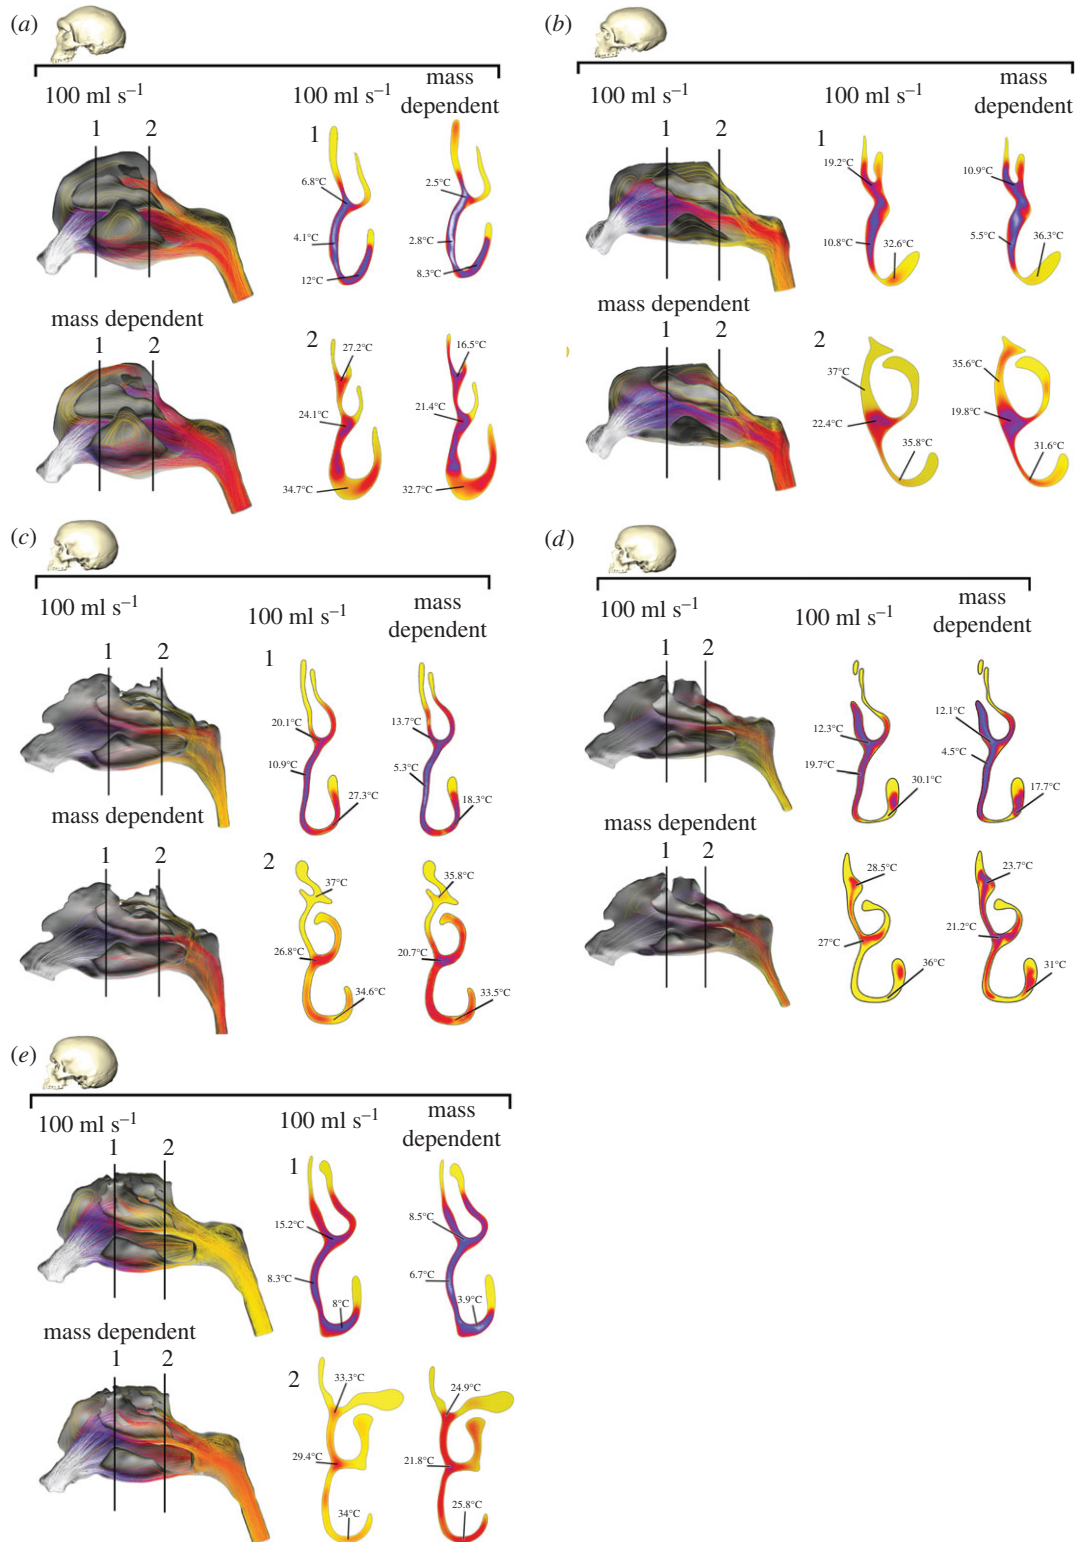 (a)
100 ml s⁻¹
100 ml s⁻¹
mass
dependent
1
2
1
6.8°C
4.1°C
12°C
2.5°C
2.8°C
8.3°C
mass dependent
1
2
2
27.2°C
24.1°C
34.7°C
16.5°C
21.4°C
32.7°C
(b)
100 ml s⁻¹
100 ml s⁻¹
mass
dependent
1
2
1
19.2°C
10.8°C
32.6°C
10.9°C
5.5°C
36.3°C
mass dependent
1
2
2
37°C
22.4°C
35.8°C
35.6°C
19.8°C
31.6°C
(c)
100 ml s⁻¹
100 ml s⁻¹
mass
dependent
1
2
1
20.1°C
10.9°C
27.3°C
13.7°C
5.3°C
18.3°C
mass dependent
1
2
2
37°C
26.8°C
34.6°C
35.8°C
20.7°C
33.5°C
(d)
100 ml s⁻¹
100 ml s⁻¹
mass
dependent
1
2
12.3°C
19.7°C
30.1°C
12.1°C
4.5°C
17.7°C
mass dependent
1
2
28.5°C
27°C
36°C
23.7°C
21.2°C
31°C
(e)
100 ml s⁻¹
100 ml s⁻¹
mass
dependent
1
2
1
15.2°C
8.3°C
8°C
8.5°C
6.7°C
3.9°C
mass dependent
1
2
2
33.3°C
29.4°C
34°C
24.9°C
21.8°C
25.8°C